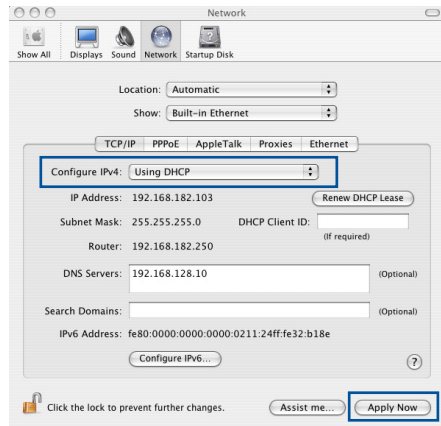 Network
Show All Displays Sound Network Startup Disk
Location: Automatic
Show: Built-in Ethernet
TCP/IP PPPoE AppleTalk Proxies Ethernet
Configure IPv4: Using DHCP
IP Address: 192.168.182.103 Renew DHCP Lease
Subnet Mask: 255.255.255.0 DHCP Client ID:
(If required)
Router: 192.168.182.250
DNS Servers: 192.168.128.10 (Optional)
Search Domains: (Optional)
IPv6 Address: fe80:0000:0000:0000:0211:24ff:fe32:b18e
Configure IPv6... ?
Click the lock to prevent further changes. Assist me... Apply Now